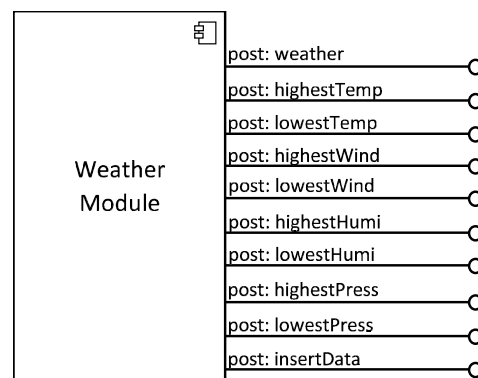 post: weather
post: highestTemp
post: lowestTemp
post: highestWind
post: lowestWind
post: highestHumi
post: lowestHumi
post: highestPress
post: lowestPress
post: insertData
Weather
Module